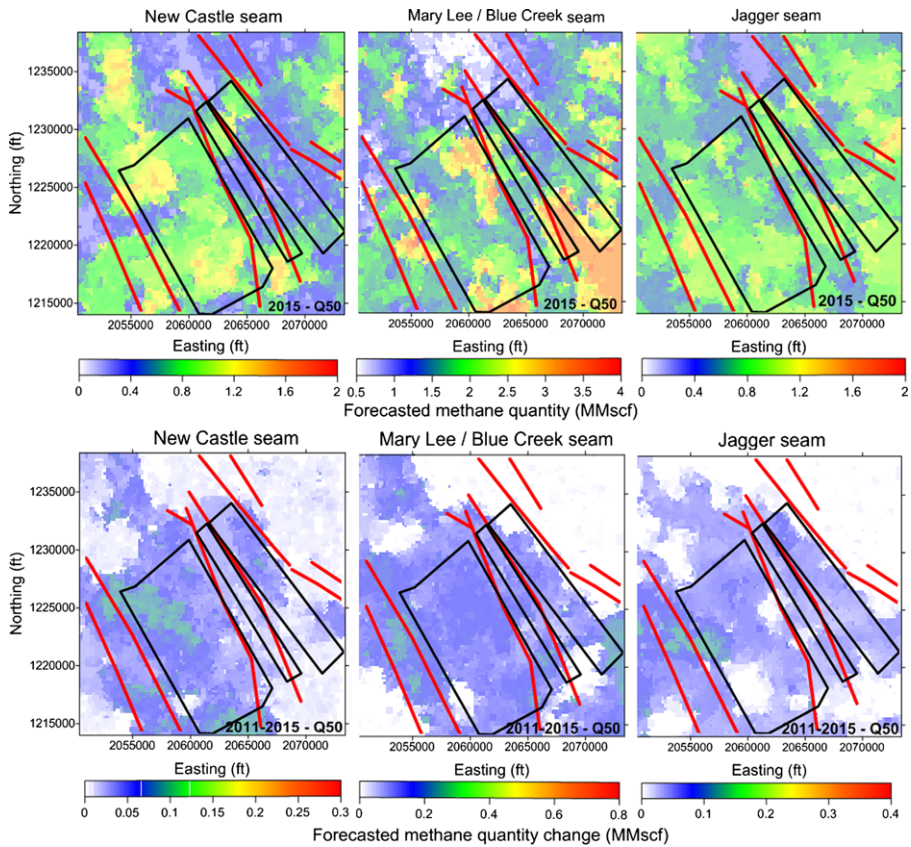 New Castle seam
Mary Lee / Blue Creek seam
Jagger seam
Northing (ft)
1235000
1230000
1225000
1220000
1215000
2015 - Q50
2015 - Q50
2015 - Q50
2055000 2060000 2065000 2070000
2055000 2060000 2065000 2070000
2055000 2060000 2065000 2070000
Easting (ft)
Easting (ft)
Easting (ft)
0 0.4 0.8 1.2 1.6 2
0.5 1 1.5 2 2.5 3 3.5 4
0 0.4 0.8 1.2 1.6 2
Forecasted methane quantity (MMscf)
New Castle seam
Mary Lee / Blue Creek seam
Jagger seam
Northing (ft)
1235000
1230000
1225000
1220000
1215000
2011-2015 - Q50
2011-2015 - Q50
2011-2015 - Q50
2055000 2060000 2065000 2070000
2055000 2060000 2065000 2070000
2055000 2060000 2065000 2070000
Easting (ft)
Easting (ft)
Easting (ft)
0 0.05 0.1 0.15 0.2 0.25 0.3
0 0.2 0.4 0.6 0.8
0 0.1 0.2 0.3 0.4
Forecasted methane quantity change (MMscf)